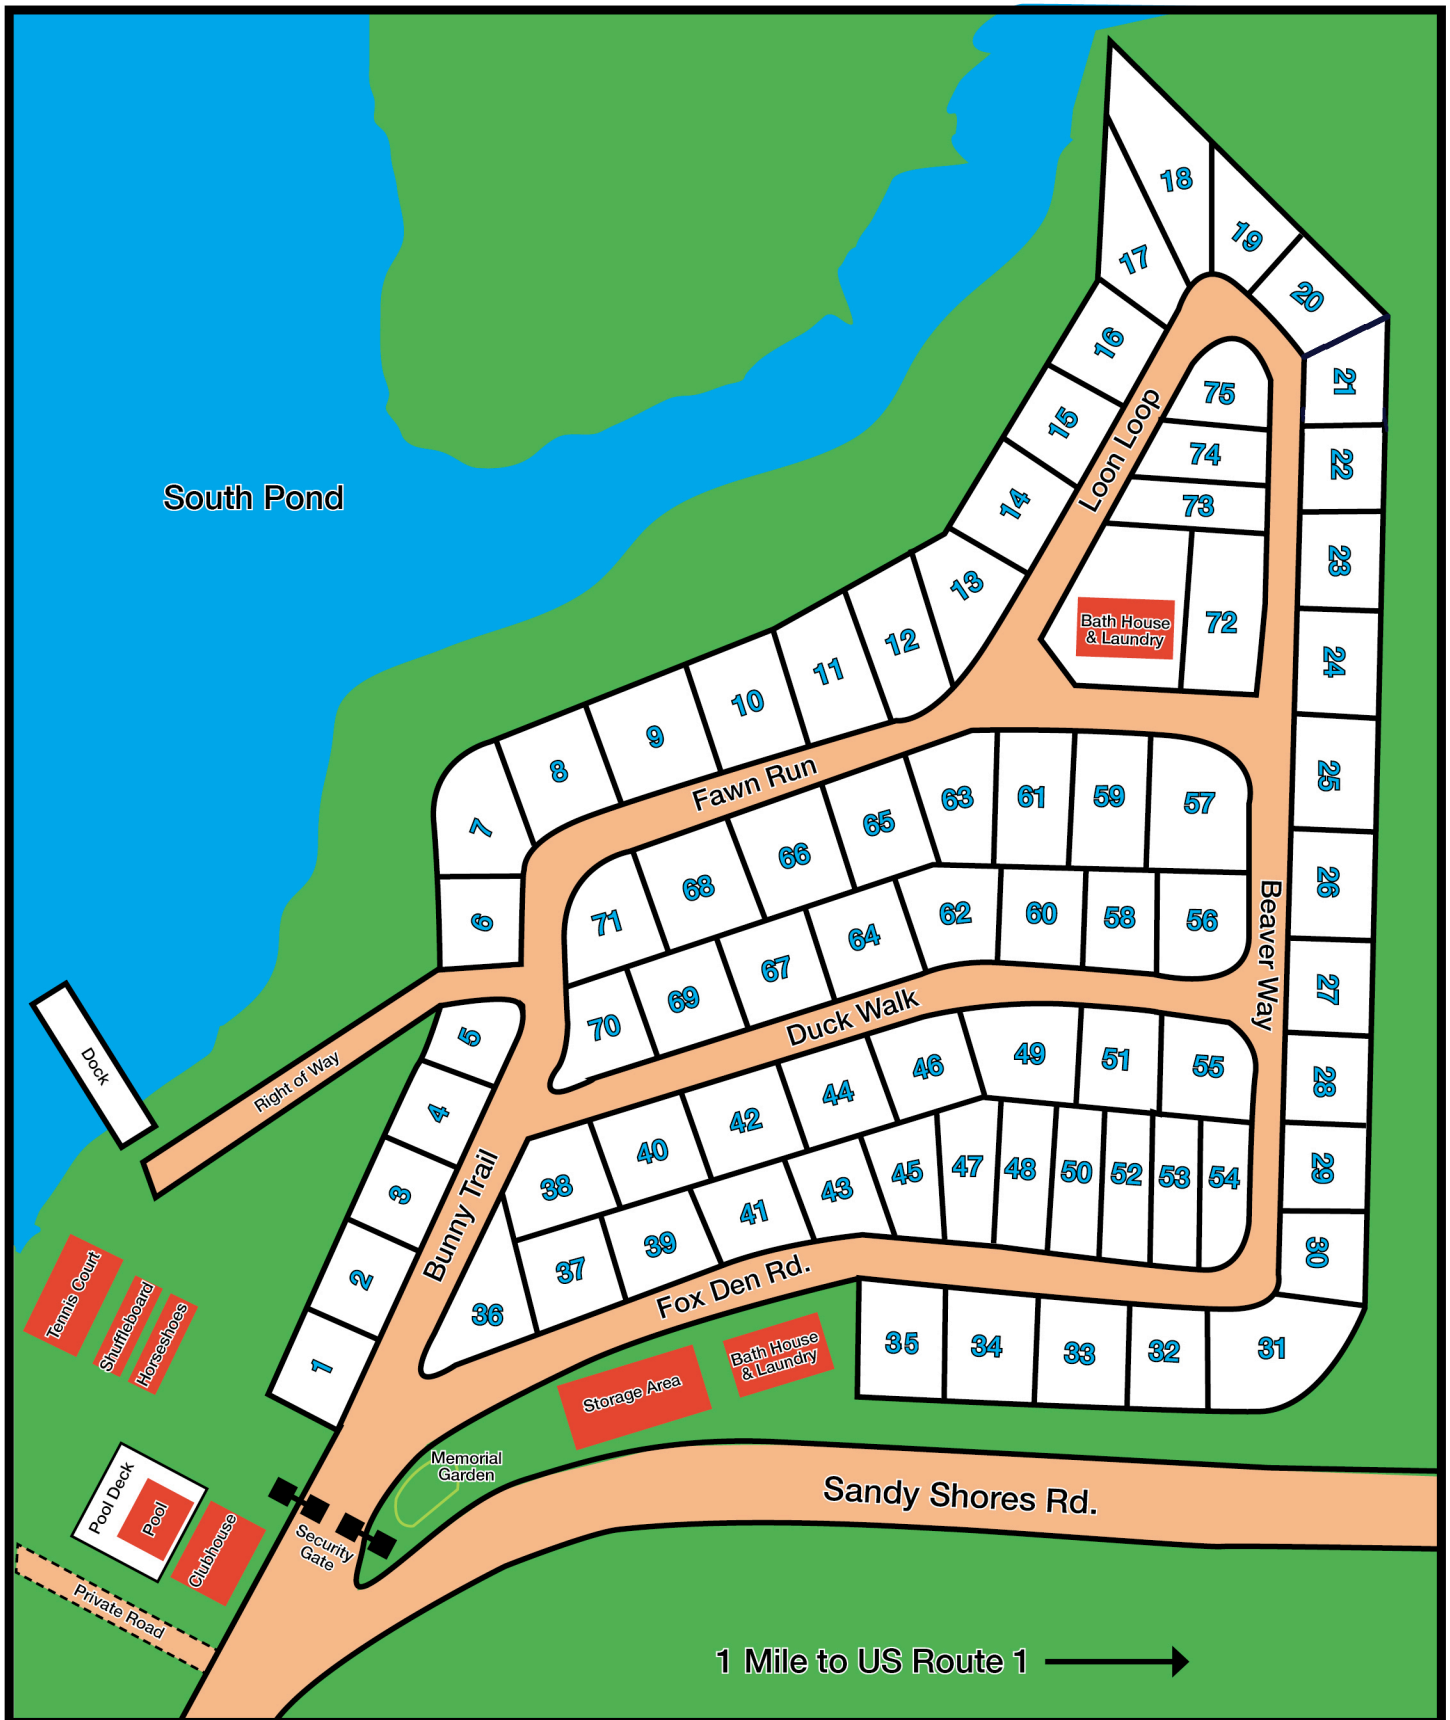 18
19
17
20
16
21
75
15
Loon Loop
74
22
14
73
23
13
Bath House
& Laundry
72
12
24
11
10
9
8
7
6
South Pond
Fawn Run
25
63
61
59
57
65
66
68
71
26
62
60
58
56
64
67
69
70
Beaver Way
27
Duck Walk
5
Right of Way
Dock
49
51
55
46
44
42
40
38
28
4
3
2
1
Bunny Trail
45
47
48
50
52
53
54
43
41
39
37
36
29
30
Fox Den Rd.
Tennis Court
Shuffleboard
Horseshoes
35
34
33
32
31
Bath House
& Laundry
Storage Area
Memorial
Garden
Pool Deck
Pool
Clubhouse
Security
Gate
Sandy Shores Rd.
Private Road
1 Mile to US Route 1